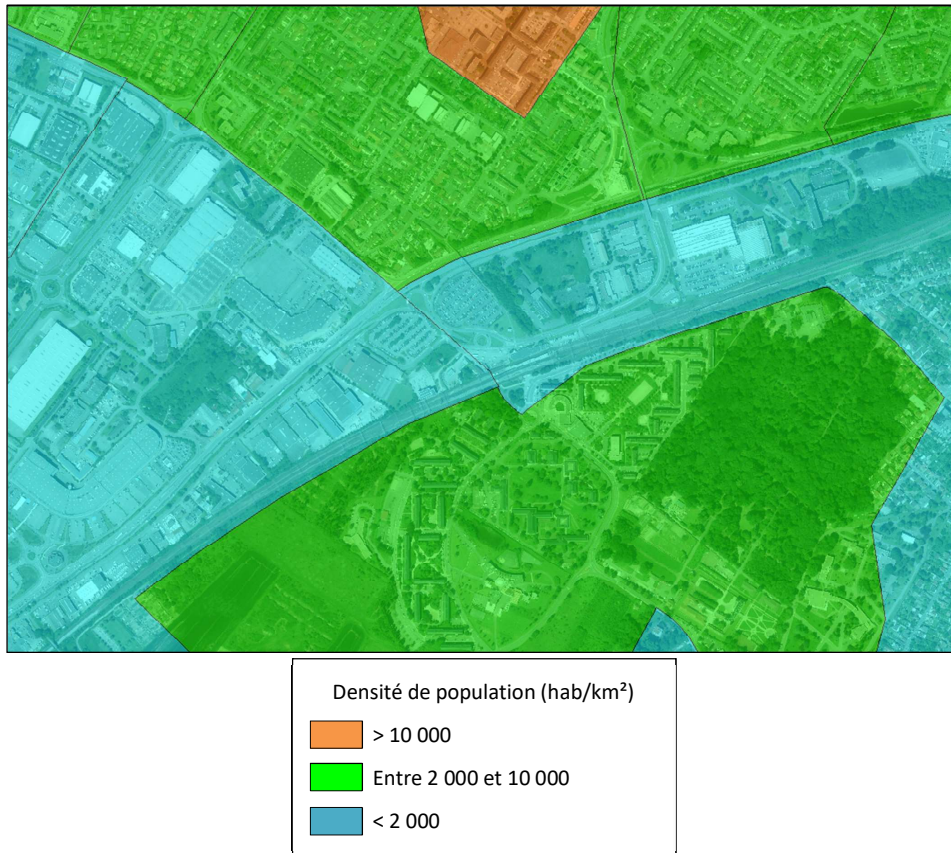 Densité de population (hab/km²)
> 10 000
Entre 2 000 et 10 000
< 2 000